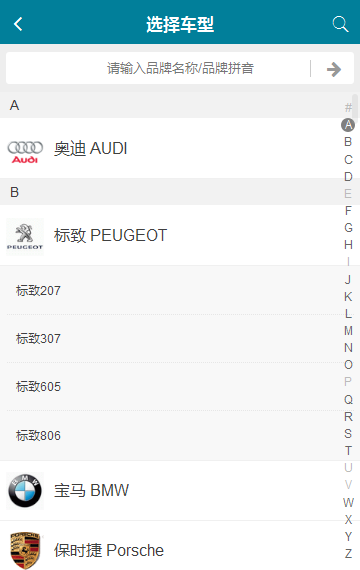 选择车型
请输入品牌名称/品牌拼音
A
Audi
奥迪 AUDI
B
PEUGEOT
标致 PEUGEOT
标致207
标致307
标致605
标致806
BMW
宝马 BMW
保时捷 Porsche
#
A
B
C
D
E
F
G
H
I
J
K
L
M
N
O
P
Q
R
S
T
U
V
W
X
Y
Z